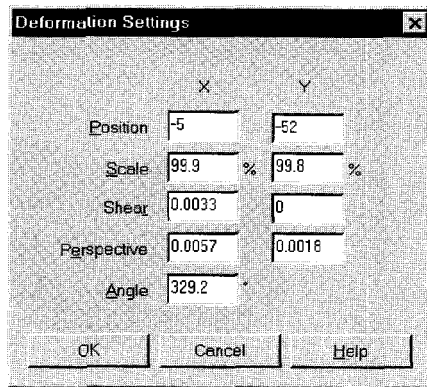 Deformation Settings
X Y
Position -5 -52
Scale 99.9 % 99.8 %
Shear 0.0033 0
Perspective 0.0057 0.0018
Angle 329.2 °
OK Cancel Help